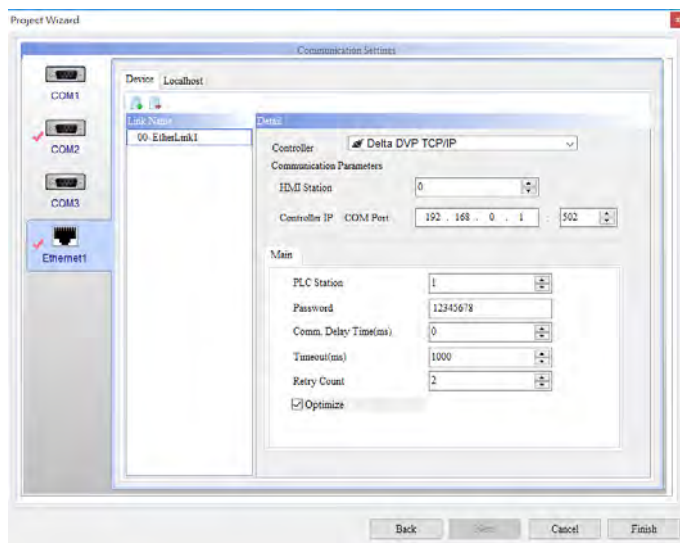 Project Wizard
Communication Settings
COM1
COM2
COM3
Ethernet1
Device Localhost
Link Name
00-EtherLink1
Detail
Controller Delta DVP TCP/IP
Communication Parameters
HMI Station 0
Controller IP COM Port 192 . 168 . 0 . 1 : 502
Main
PLC Station 1
Password 12345678
Comm. Delay Time(ms) 0
Timeout(ms) 1000
Retry Count 2
Optimize
Back Next Cancel Finish